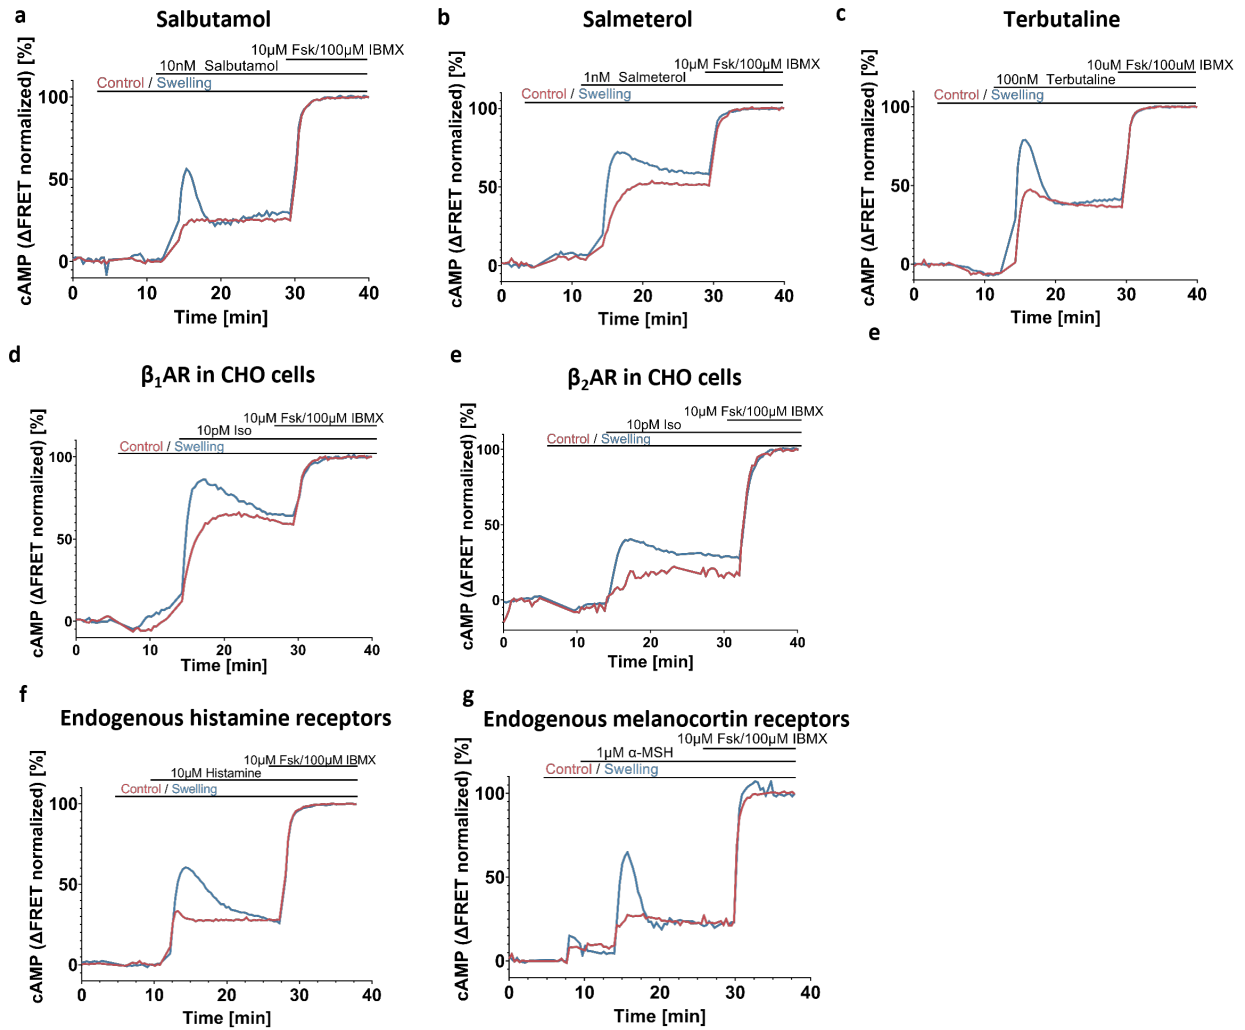 a
Salbutamol
cAMP (ΔFRET normalized) [%]
10µM Fsk/100µM IBMX
10nM Salbutamol
Control / Swelling
100
50
0
0 10 20 30 40
Time [min]
b
Salmeterol
cAMP (ΔFRET normalized) [%]
10µM Fsk/100µM IBMX
1nM Salmeterol
Control / Swelling
100
50
0
0 10 20 30 40
Time [min]
c
Terbutaline
cAMP (ΔFRET normalized) [%]
10uM Fsk/100uM IBMX
100nM Terbutaline
Control / Swelling
100
50
0
0 10 20 30 40
Time [min]
e
d
β1AR in CHO cells
cAMP (ΔFRET normalized) [%]
10µM Fsk/100µM IBMX
10pM Iso
Control / Swelling
100
50
0
0 10 20 30 40
Time [min]
e
β2AR in CHO cells
cAMP (ΔFRET normalized) [%]
10µM Fsk/100µM IBMX
10pM Iso
Control / Swelling
100
50
0
0 10 20 30 40
Time [min]
f
Endogenous histamine receptors
cAMP (ΔFRET normalized) [%]
10µM Fsk/100µM IBMX
10µM Histamine
Control / Swelling
100
50
0
0 10 20 30 40
Time [min]
g
Endogenous melanocortin receptors
cAMP (ΔFRET normalized) [%]
10µM Fsk/100µM IBMX
1µM α-MSH
Control / Swelling
100
50
0
0 10 20 30 40
Time [min]